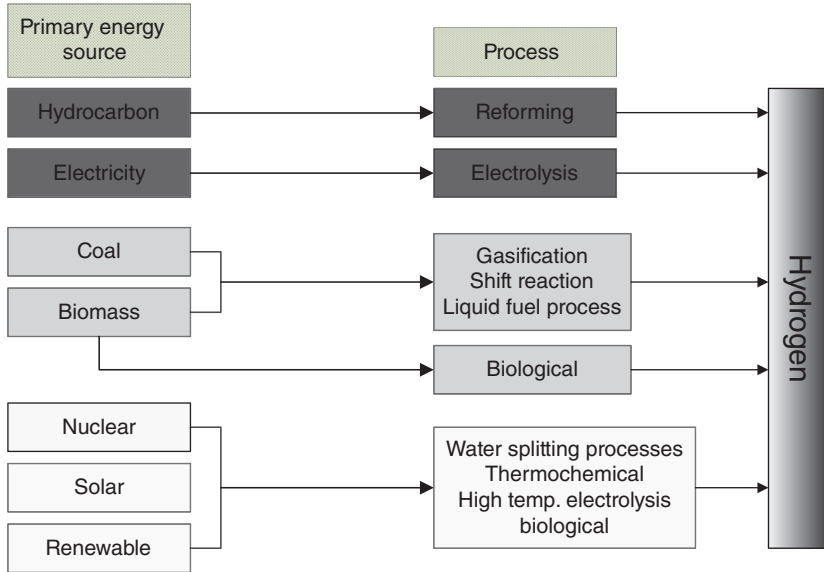 Primary energy
source
Process
Hydrocarbon
Reforming
Electricity
Electrolysis
Coal
Biomass
Gasification
Shift reaction
Liquid fuel process
Biological
Nuclear
Solar
Renewable
Water splitting processes
Thermochemical
High temp. electrolysis
biological
Hydrogen